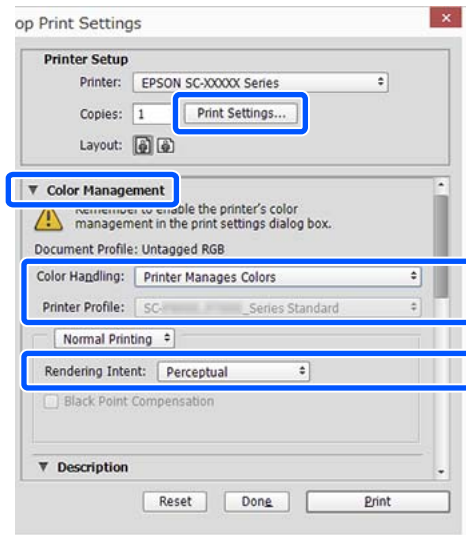 op Print Settings
Printer Setup
Printer: EPSON SC-XXXXX Series
Copies: 1 Print Settings...
Layout:
Color Management
Remember to enable the printer's color
management in the print settings dialog box.
Document Profile: Untagged RGB
Color Handling: Printer Manages Colors
Printer Profile: SC- _Series Standard
Normal Printing
Rendering Intent: Perceptual
Black Point Compensation
Description
Reset Done Print